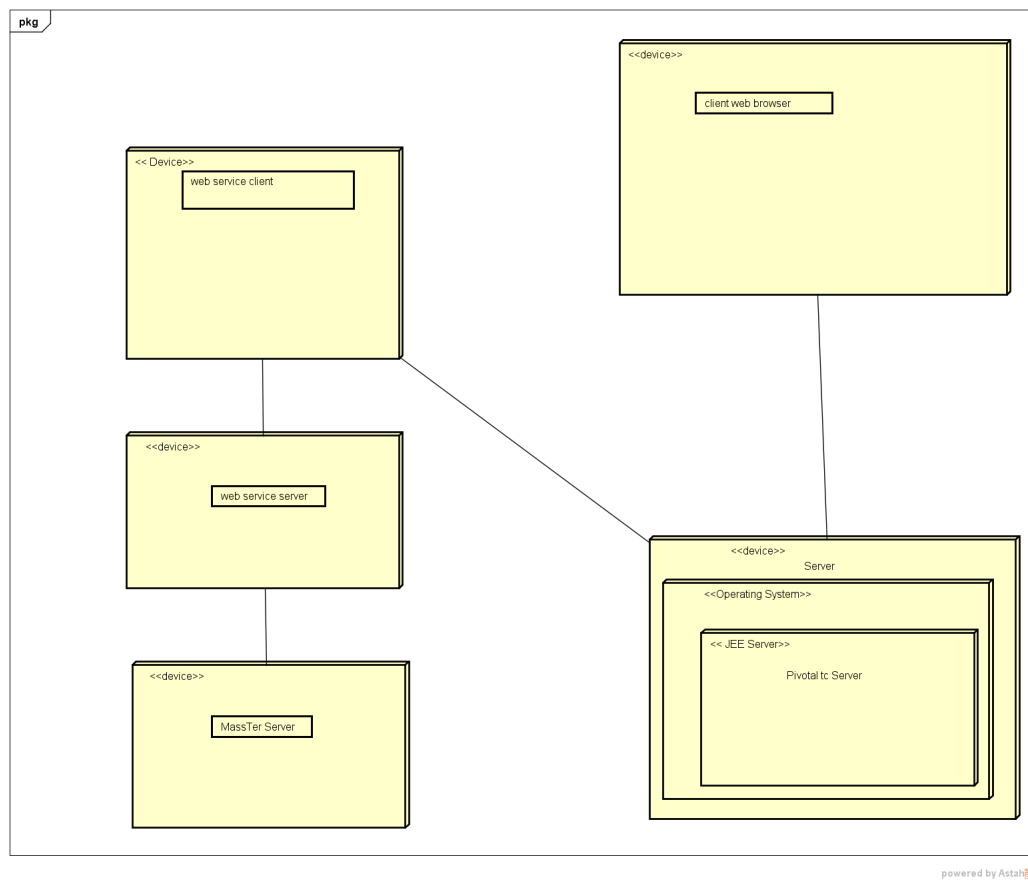 pkg
<<device>>
client web browser
<< Device>>
web service client
<<device>>
web service server
<<device>>
MassTer Server
<<device>>
Server
<<Operating System>>
<< JEE Server>>
Pivotal tc Server
powered by Astah